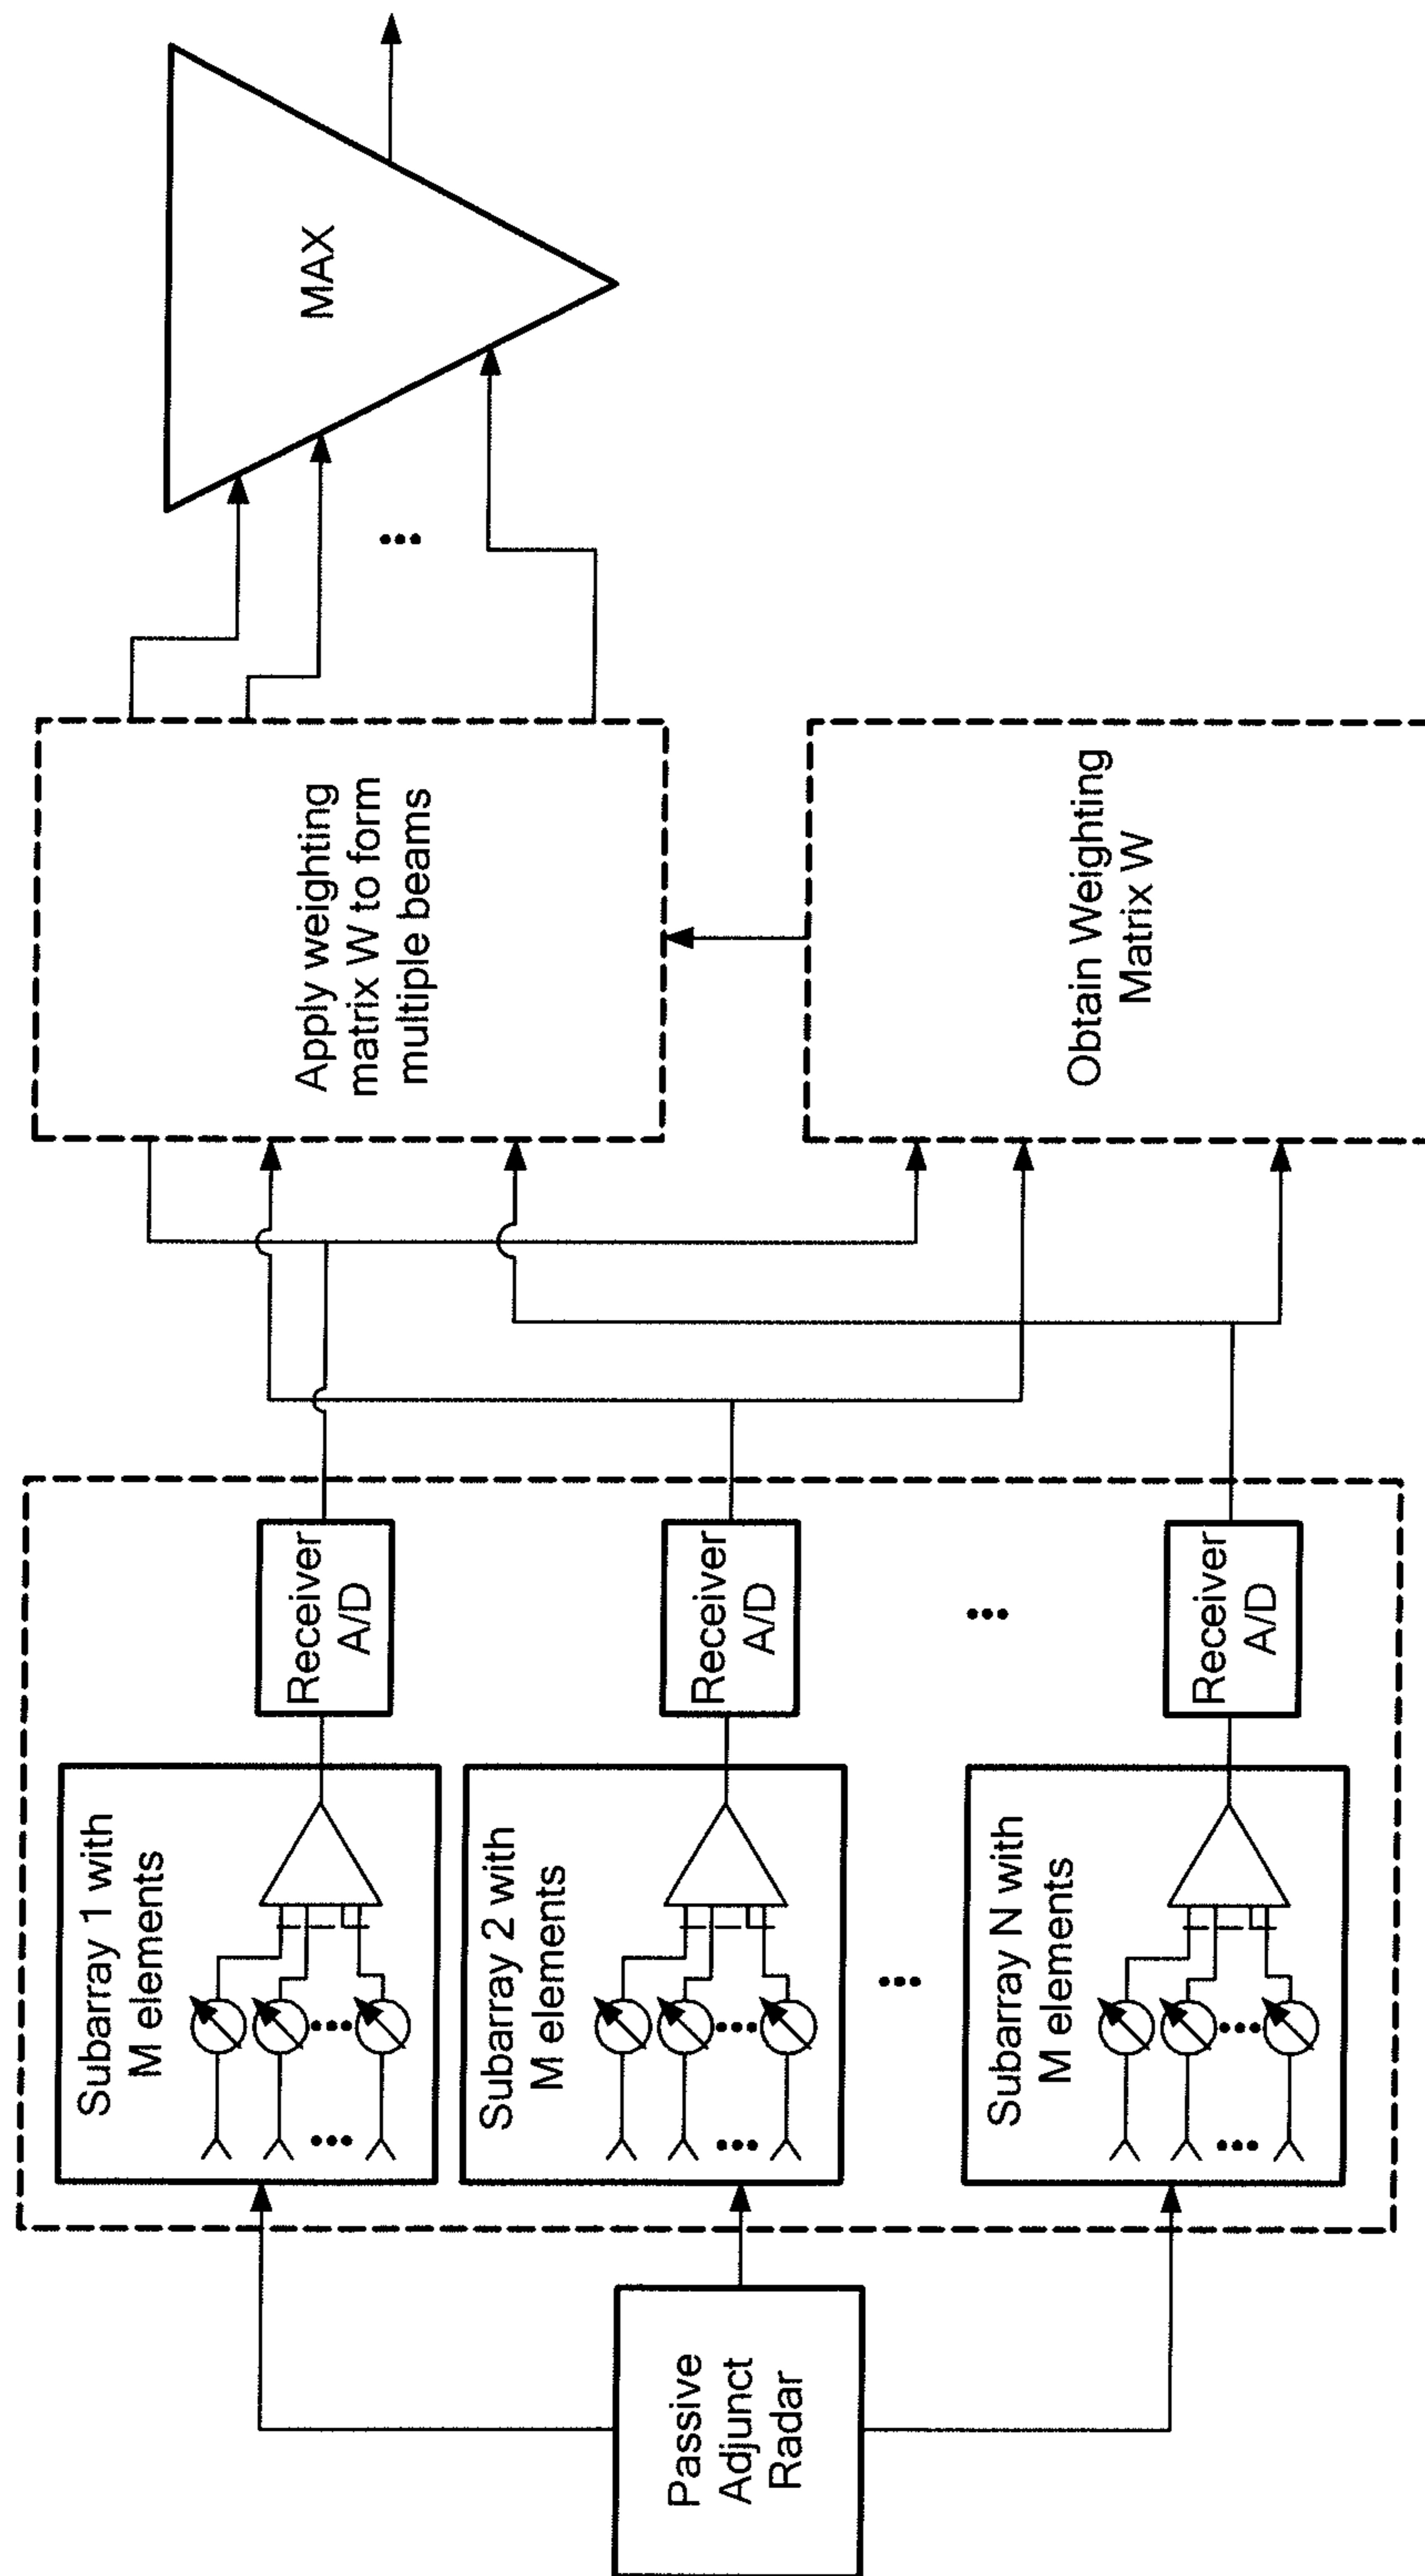 Passive
Adjunct
Radar
Subarray 1 with
M elements
Receiver
A/D
Subarray 2 with
M elements
Receiver
A/D
Subarray N with
M elements
Receiver
A/D
Apply weighting
matrix W to form
multiple beams
Obtain Weighting
Matrix W
MAX